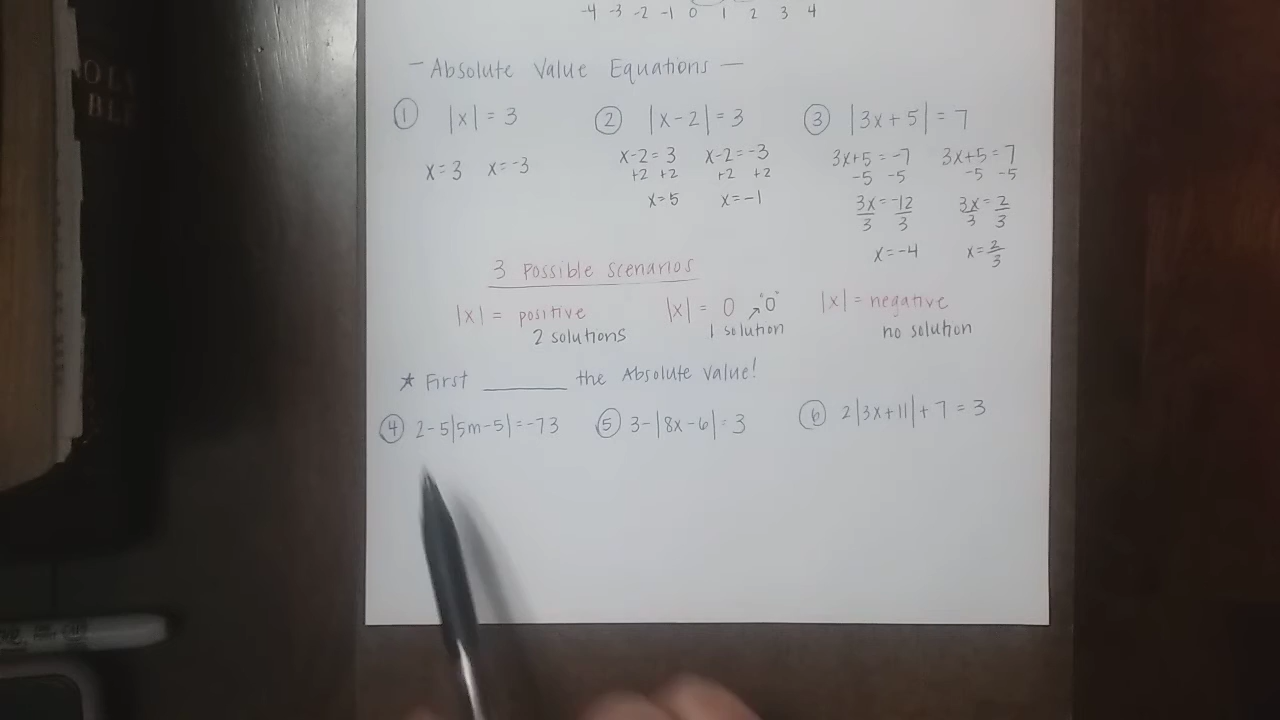 -4 -3 -2 -1 0 1 2 3 4
- Absolute Value Equations -
① |x| = 3 ② |x-2| = 3 ③ |3x+5| = 7
x=3 x=-3
x-2=3 x-2=-3
+2 +2 +2 +2
x=5 x=-1
3x+5=-7 3x+5=7
-5 -5 -5 -5
3x=-12 3x=2
3 3 3 3
x=-4 x=2/3
3 Possible Scenarios
|x| = positive |x| = 0 "0" |x| = negative
2 solutions 1 solution no solution
★ First ______ the Absolute Value!
④ 2-5|5m-5|=-73 ⑤ 3-|8x-6|=3 ⑥ 2|3x+11|+7=3
OLA
BLE